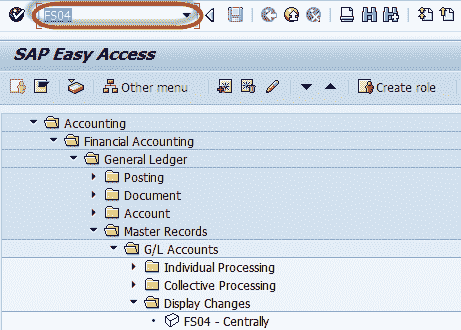 FS04
SAP Easy Access
Other menu Create role
Accounting
Financial Accounting
General Ledger
Posting
Document
Account
Master Records
G/L Accounts
Individual Processing
Collective Processing
Display Changes
FS04 - Centrally